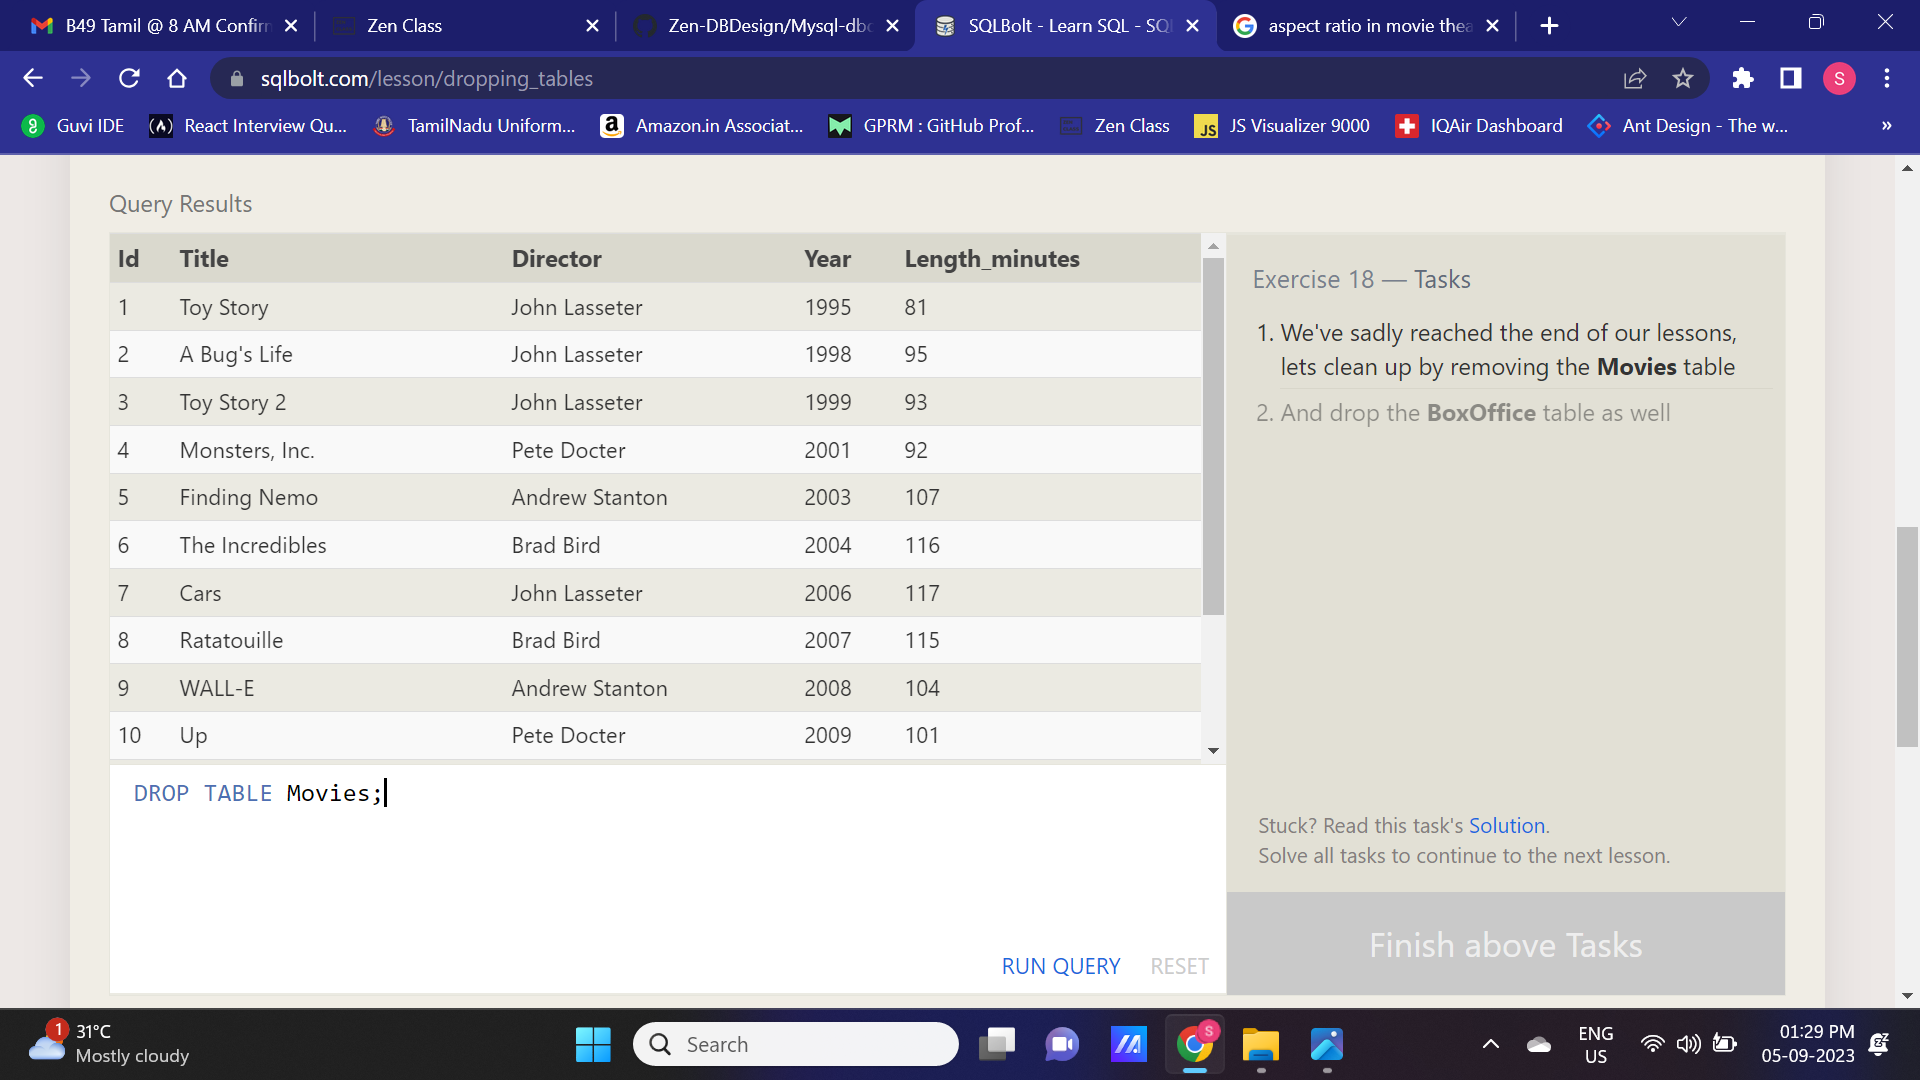 B49 Tamil @ 8 AM Confirm
Zen Class
Zen-DBDesign/Mysql-dbd
SQLBolt - Learn SQL - SQ
aspect ratio in movie thea
sqlbolt.com/lesson/dropping_tables
S
Guvi IDE
React Interview Qu...
TamilNadu Uniform...
Amazon.in Associat...
GPRM : GitHub Prof...
Zen Class
JS Visualizer 9000
IQAir Dashboard
Ant Design - The w...
»
Query Results
Id Title Director Year Length_minutes
1 Toy Story John Lasseter 1995 81
2 A Bug's Life John Lasseter 1998 95
3 Toy Story 2 John Lasseter 1999 93
4 Monsters, Inc. Pete Docter 2001 92
5 Finding Nemo Andrew Stanton 2003 107
6 The Incredibles Brad Bird 2004 116
7 Cars John Lasseter 2006 117
8 Ratatouille Brad Bird 2007 115
9 WALL-E Andrew Stanton 2008 104
10 Up Pete Docter 2009 101
DROP TABLE Movies;
RUN QUERY RESET
Exercise 18 — Tasks
1. We've sadly reached the end of our lessons,
lets clean up by removing the Movies table
2. And drop the BoxOffice table as well
Stuck? Read this task's Solution.
Solve all tasks to continue to the next lesson.
Finish above Tasks
1
31°C
Mostly cloudy
Search
S
ENG
US
01:29 PM
05-09-2023